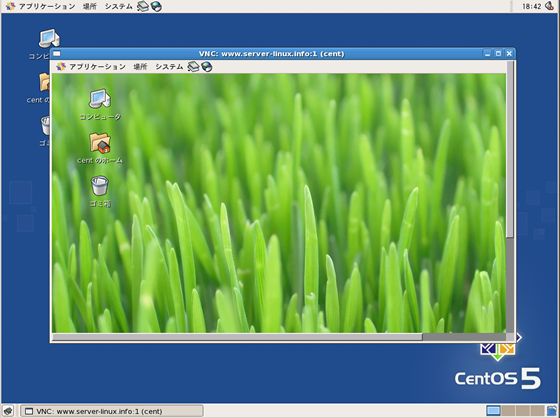 アプリケーション 場所 システム 18:42
コンピ
VNC: www.server-linux.info:1 (cent)
アプリケーション 場所 システム
コンピュータ
cent の
cent のホーム
ゴミ
ゴミ箱
CentOS 5
VNC: www.server-linux.info:1 (cent)